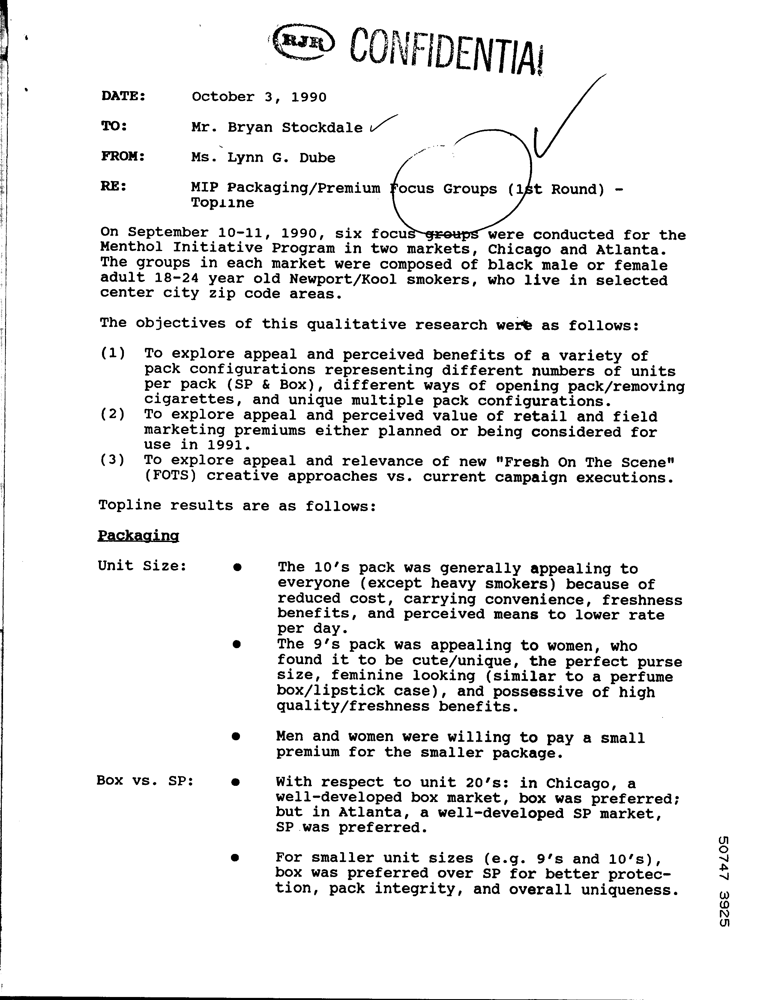 RJR CONFIDENTIAL
DATE: October 3, 1990
TO: Mr. Bryan Stockdale
FROM: Ms. Lynn G. Dube
RE: MIP Packaging/Premium Focus Groups (1st Round) -
Topline
On September 10-11, 1990, six focus groups were conducted for the
Menthol Initiative Program in two markets, Chicago and Atlanta.
The groups in each market were composed of black male or female
adult 18-24 year old Newport/Kool smokers, who live in selected
center city zip code areas.
The objectives of this qualitative research were as follows:
(1) To explore appeal and perceived benefits of a variety of
pack configurations representing different numbers of units
per pack (SP & Box), different ways of opening pack/removing
cigarettes, and unique multiple pack configurations.
(2) To explore appeal and perceived value of retail and field
marketing premiums either planned or being considered for
use in 1991.
(3) To explore appeal and relevance of new "Fresh On The Scene"
(FOTS) creative approaches vs. current campaign executions.
Topline results are as follows:
Packaging
Unit Size: ● The 10's pack was generally appealing to
everyone (except heavy smokers) because of
reduced cost, carrying convenience, freshness
benefits, and perceived means to lower rate
per day.
● The 9's pack was appealing to women, who
found it to be cute/unique, the perfect purse
size, feminine looking (similar to a perfume
box/lipstick case), and possessive of high
quality/freshness benefits.
● Men and women were willing to pay a small
premium for the smaller package.
Box vs. SP: ● With respect to unit 20's: in Chicago, a
well-developed box market, box was preferred;
but in Atlanta, a well-developed SP market,
SP was preferred.
● For smaller unit sizes (e.g. 9's and 10's),
box was preferred over SP for better protec-
tion, pack integrity, and overall uniqueness.
50747 3925